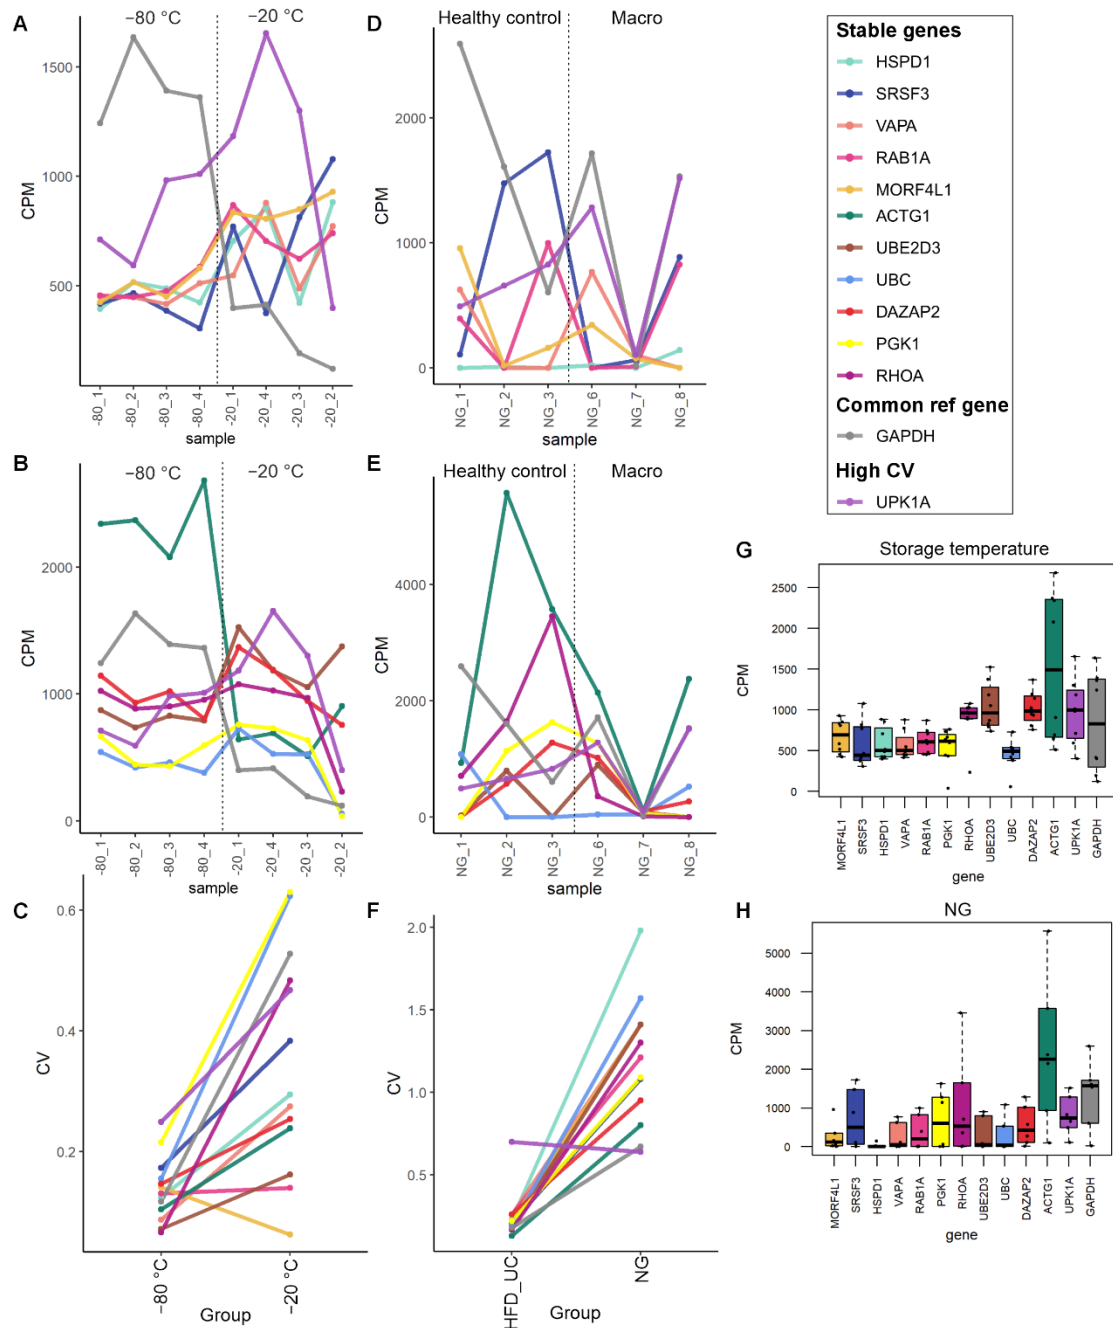 A
−80 °C
−20 °C
CPM
1500
1000
500
-80_1
-80_2
-80_3
-80_4
-20_1
-20_4
-20_3
-20_2
sample
D
Healthy control
Macro
CPM
2000
1000
0
NG_1
NG_2
NG_3
NG_6
NG_7
NG_8
sample
Stable genes
HSPD1
SRSF3
VAPA
RAB1A
MORF4L1
ACTG1
UBE2D3
UBC
DAZAP2
PGK1
RHOA
Common ref gene
GAPDH
High CV
UPK1A
B
−80 °C
−20 °C
CPM
2000
1000
0
-80_1
-80_2
-80_3
-80_4
-20_1
-20_4
-20_3
-20_2
sample
E
Healthy control
Macro
CPM
4000
2000
0
NG_1
NG_2
NG_3
NG_6
NG_7
NG_8
sample
G
Storage temperature
CPM
2500
2000
1500
1000
500
0
MORF4L1
SRSF3
HSPD1
VAPA
RAB1A
PGK1
RHOA
UBE2D3
UBC
DAZAP2
ACTG1
UPK1A
GAPDH
gene
C
CV
0.6
0.4
0.2
−80 °C
−20 °C
Group
F
CV
2.0
1.5
1.0
0.5
HFD_UC
NG
Group
H
NG
CPM
5000
4000
3000
2000
1000
0
MORF4L1
SRSF3
HSPD1
VAPA
RAB1A
PGK1
RHOA
UBE2D3
UBC
DAZAP2
ACTG1
UPK1A
GAPDH
gene